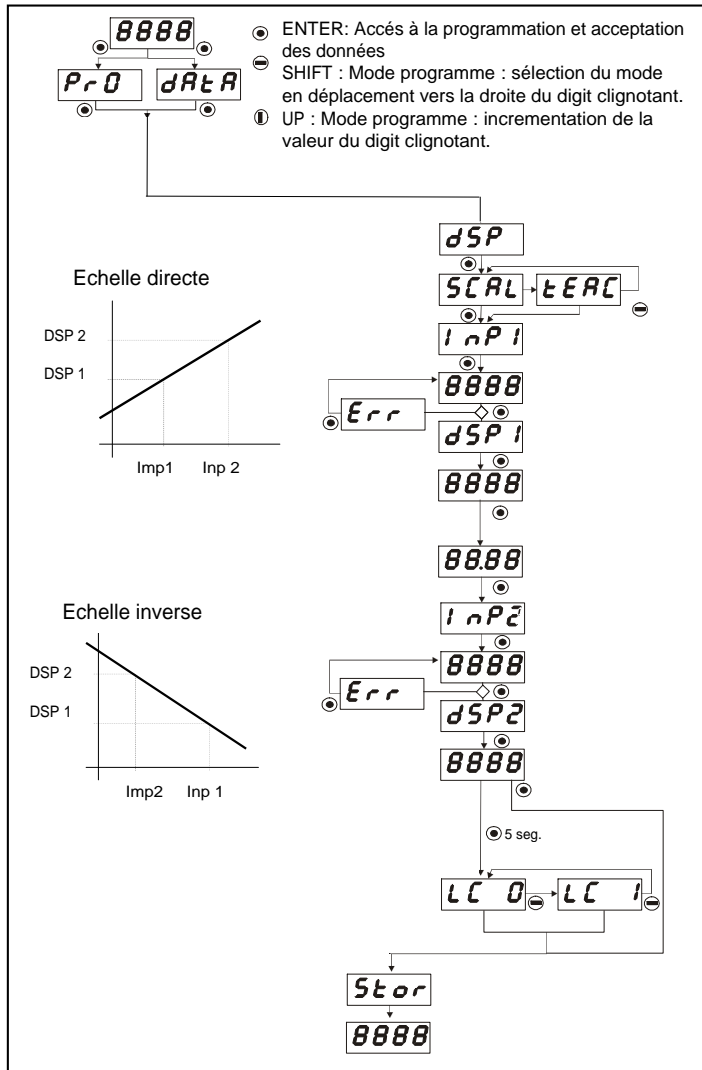 8888
PrO dAtA
ENTER: Accés à la programmation et acceptation
des données
SHIFT : Mode programme : sélection du mode
en déplacement vers la droite du digit clignotant.
UP : Mode programme : incrementation de la
valeur du digit clignotant.
dSP
SCAL tEAC
InP1
8888
Err
dSP1
8888
88.88
InP2
8888
Err
dSP2
8888
5 seg.
LC 0 LC 1
Stor
8888
Echelle directe
DSP 2
DSP 1
Imp1 Inp 2
Echelle inverse
DSP 2
DSP 1
Imp2 Inp 1